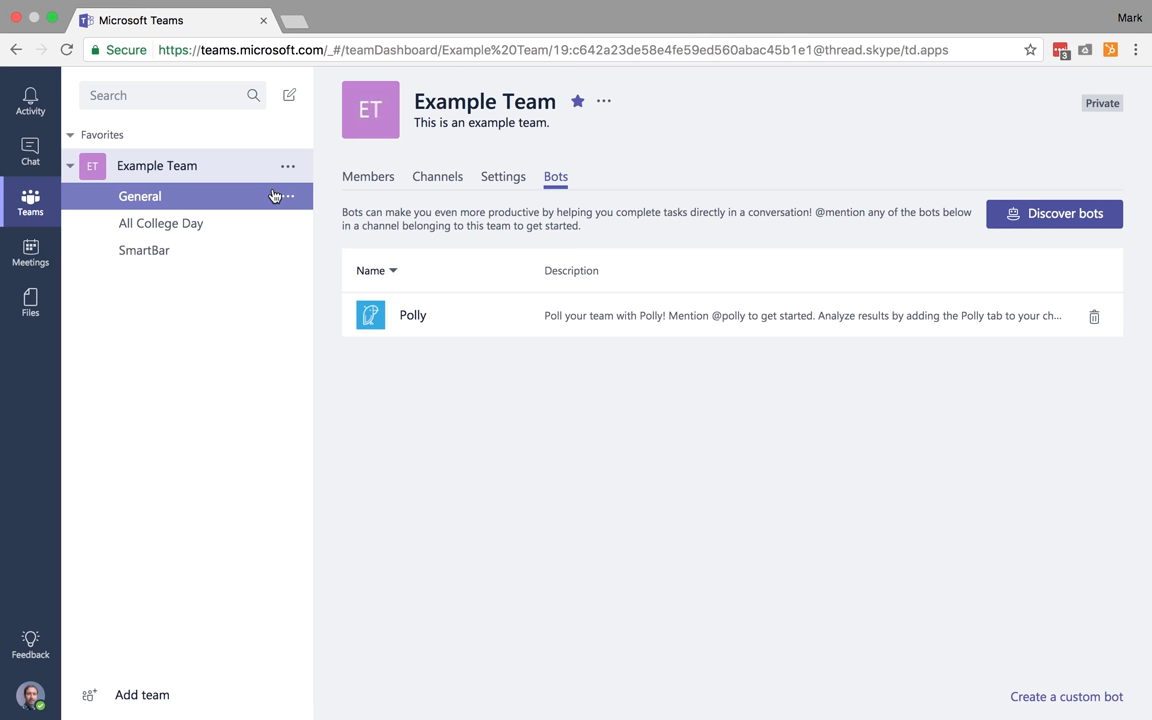 Microsoft Teams
Mark
Secure https://teams.microsoft.com/_#/teamDashboard/Example%20Team/19:c642a23de58e4fe59ed560abac45b1e1@thread.skype/td.apps
3
Activity
Chat
Teams
Meetings
Files
Feedback
Search
Favorites
ET Example Team
General
All College Day
SmartBar
Add team
ET
Example Team
This is an example team.
Private
Members Channels Settings Bots
Bots can make you even more productive by helping you complete tasks directly in a conversation! @mention any of the bots below
in a channel belonging to this team to get started.
Discover bots
Name Description
Polly Poll your team with Polly! Mention @polly to get started. Analyze results by adding the Polly tab to your ch...
Create a custom bot